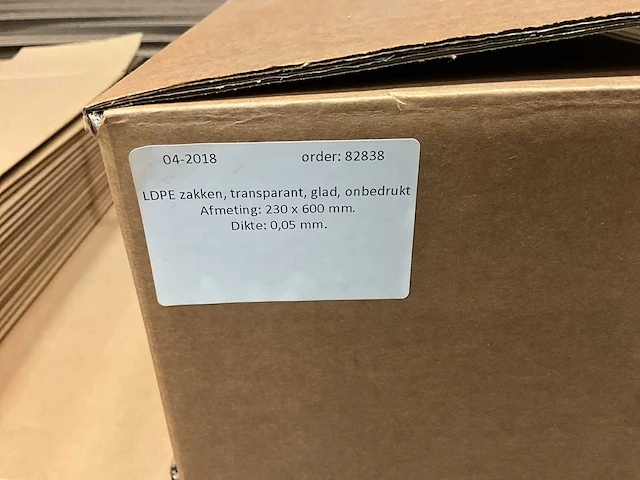 04-2018 order: 82838
LDPE zakken, transparant, glad, onbedrukt
Afmeting: 230 x 600 mm.
Dikte: 0,05 mm.